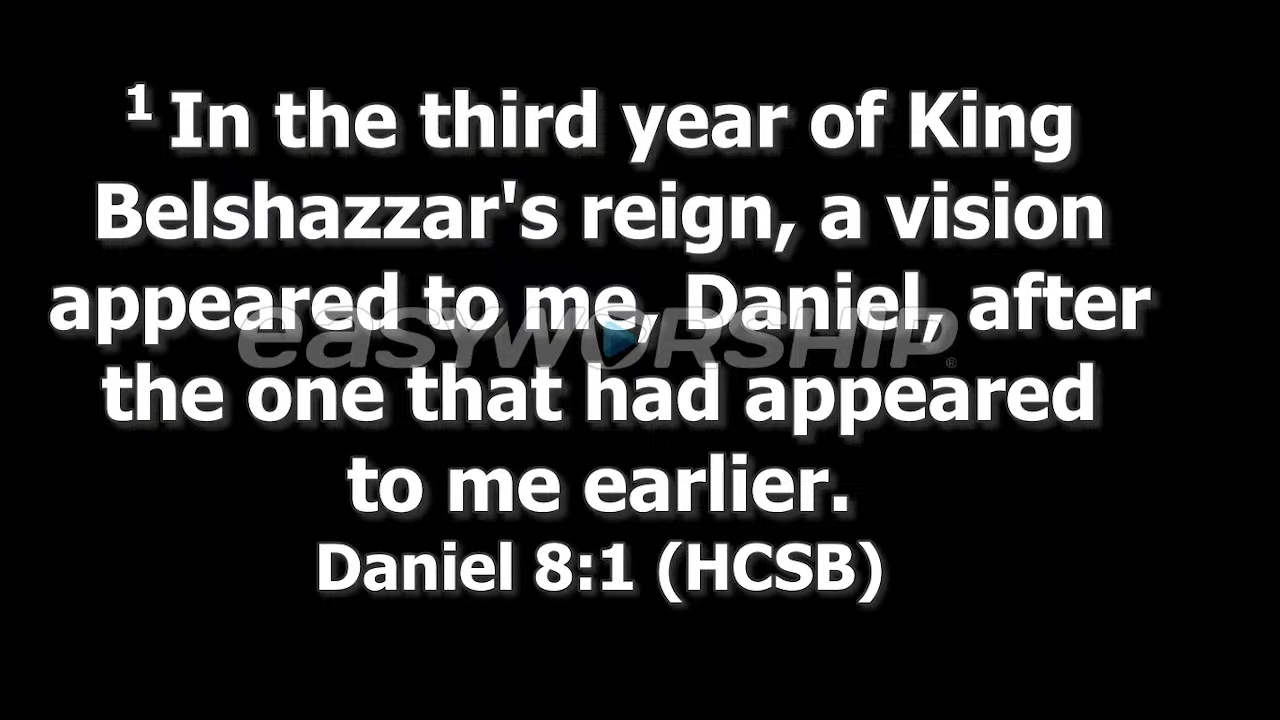 1 In the third year of King
Belshazzar's reign, a vision
appeared to me, Daniel, after
easyworship®
the one that had appeared
to me earlier.
Daniel 8:1 (HCSB)